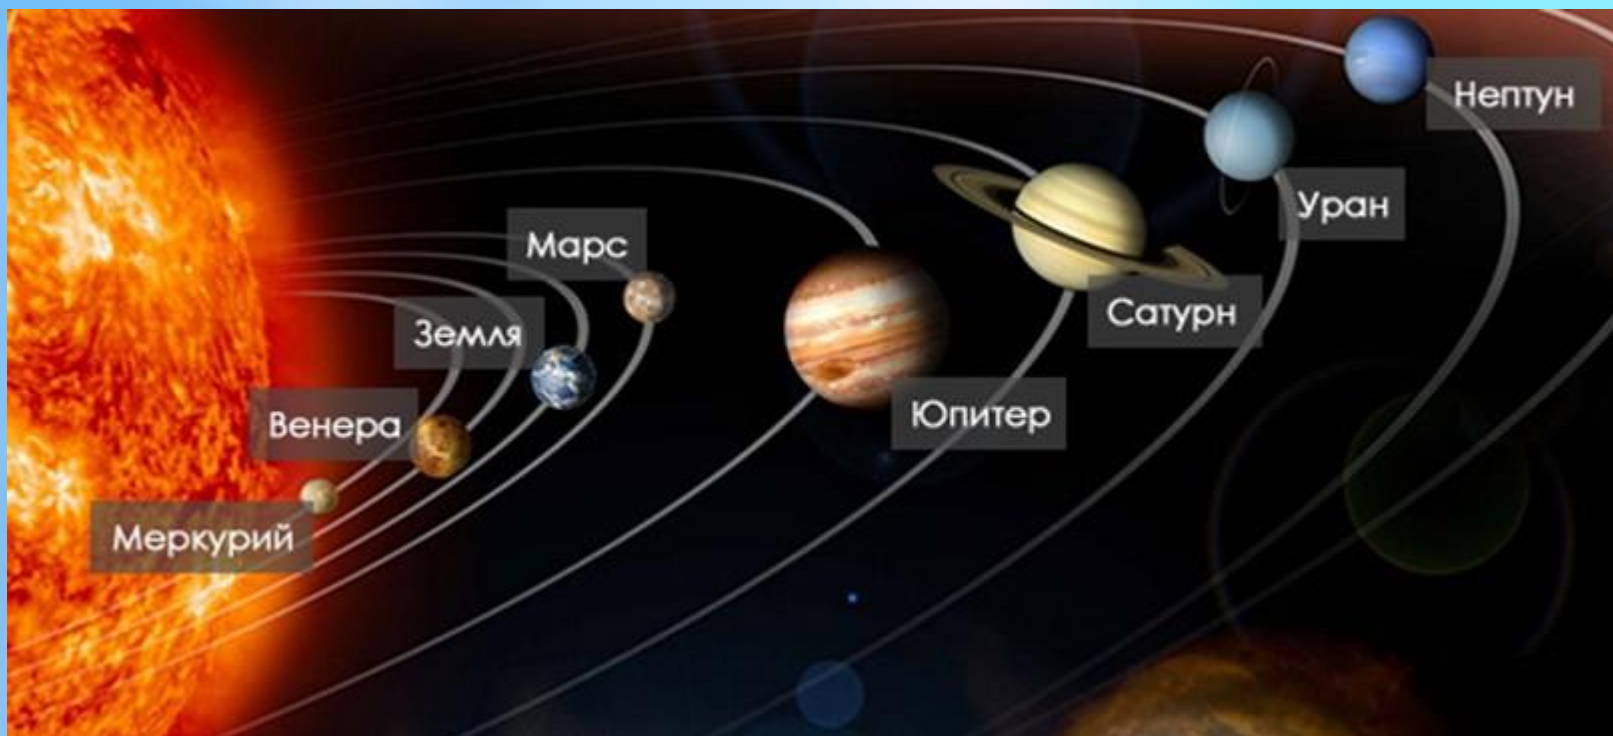 Меркурий
Венера
Земля
Марс
Юпитер
Сатурн
Уран
Нептун